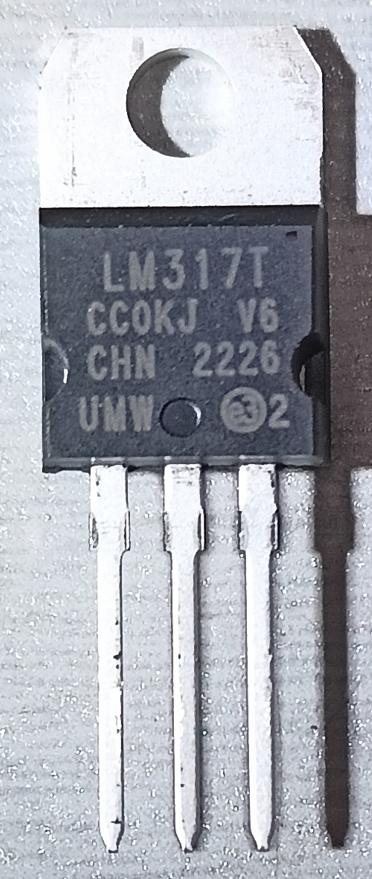 LM317T
CC0KJ V6
CHN 2226
UMW e3 2